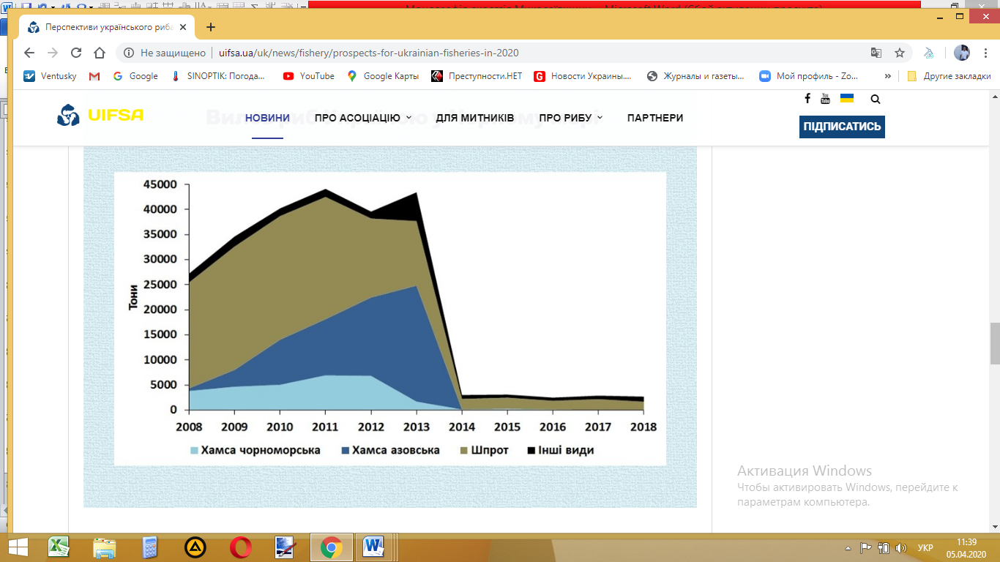 Перспективи українського риба
Не защищено
uifsa.ua/uk/news/fishery/prospects-for-ukrainian-fisheries-in-2020
Ventusky
Google
SINOPTIK: Погода...
YouTube
Google Карты
Преступности.НЕТ
Новости Украины....
Журналы и газеты...
Мой профиль - Zo...
»
Другие закладки
UIFSA
НОВИНИ
ПРО АСОЦІАЦІЮ
ДЛЯ МИТНИКІВ
ПРО РИБУ
ПАРТНЕРИ
ПІДПИСАТИСЬ
Тони
45000
40000
35000
30000
25000
20000
15000
10000
5000
0
2008 2009 2010 2011 2012 2013 2014 2015 2016 2017 2018
Хамса чорноморська Хамса азовська Шпрот Інші види
Активация Windows
Чтобы активировать Windows, перейдите к
параметрам компьютера.
УКР
11:39
05.04.2020